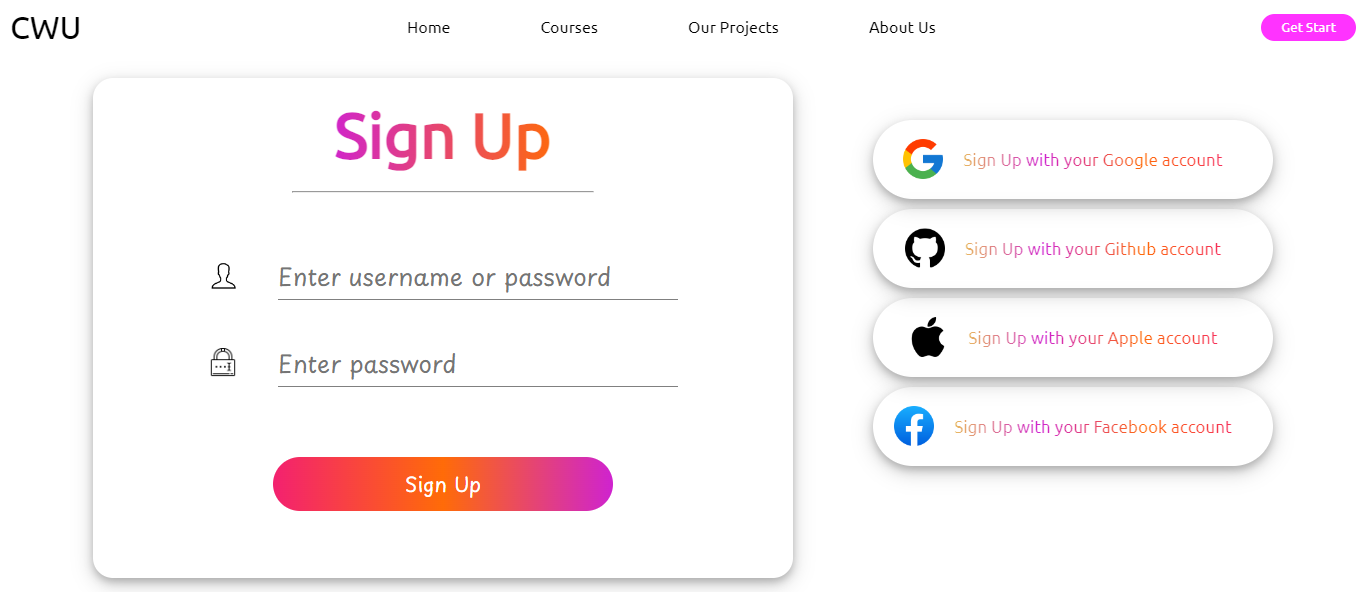 CWU
Home
Courses
Our Projects
About Us
Get Start
Sign Up
Enter username or password
Enter password
Sign Up
Sign Up with your Google account
Sign Up with your Github account
Sign Up with your Apple account
Sign Up with your Facebook account